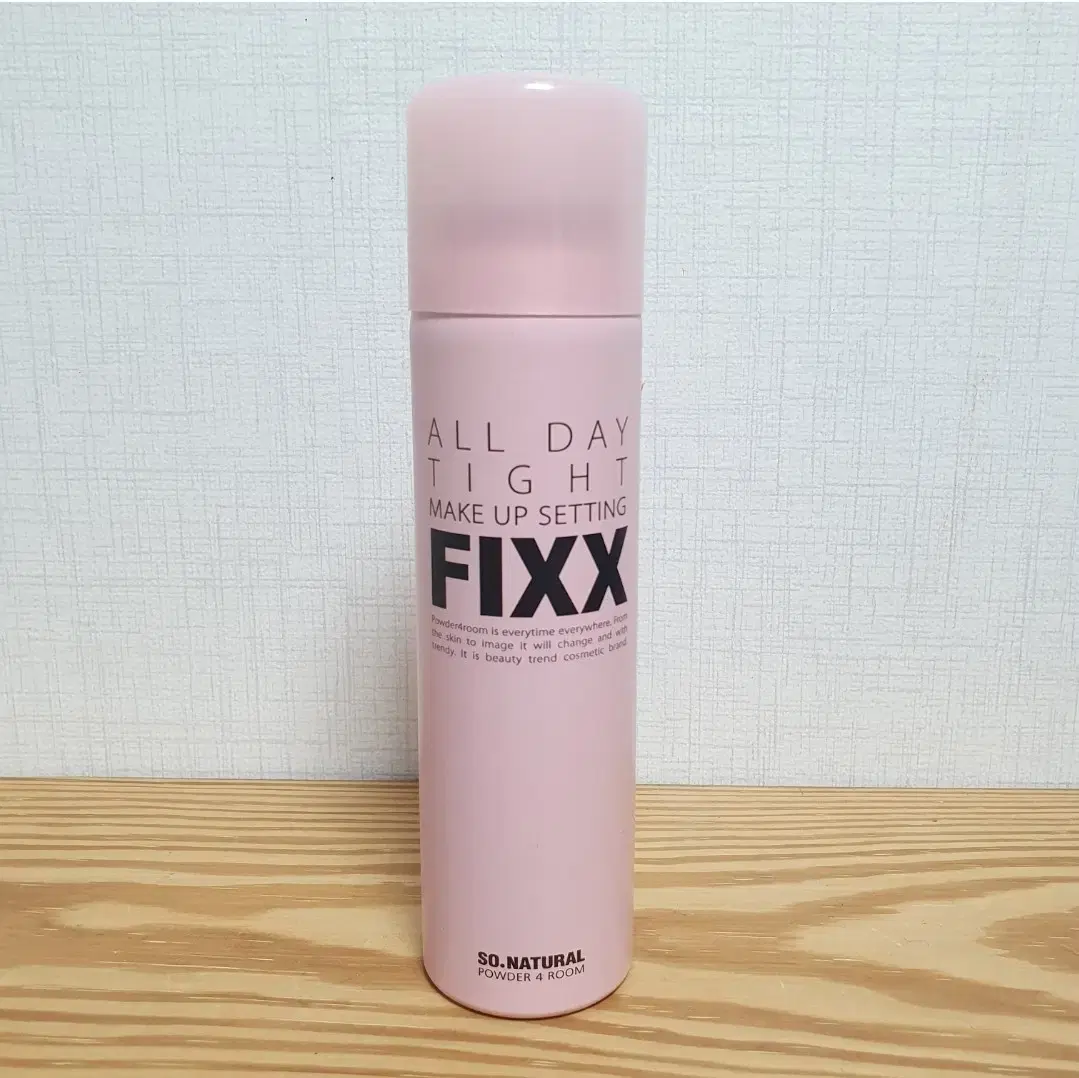 ALL DAY
TIGHT
MAKE UP SETTING
FIXX
Powder4room is everytime everywhere. From
the skin to image it will change and with
trendy. It is beauty trend cosmetic brand.
SO.NATURAL
POWDER 4 ROOM